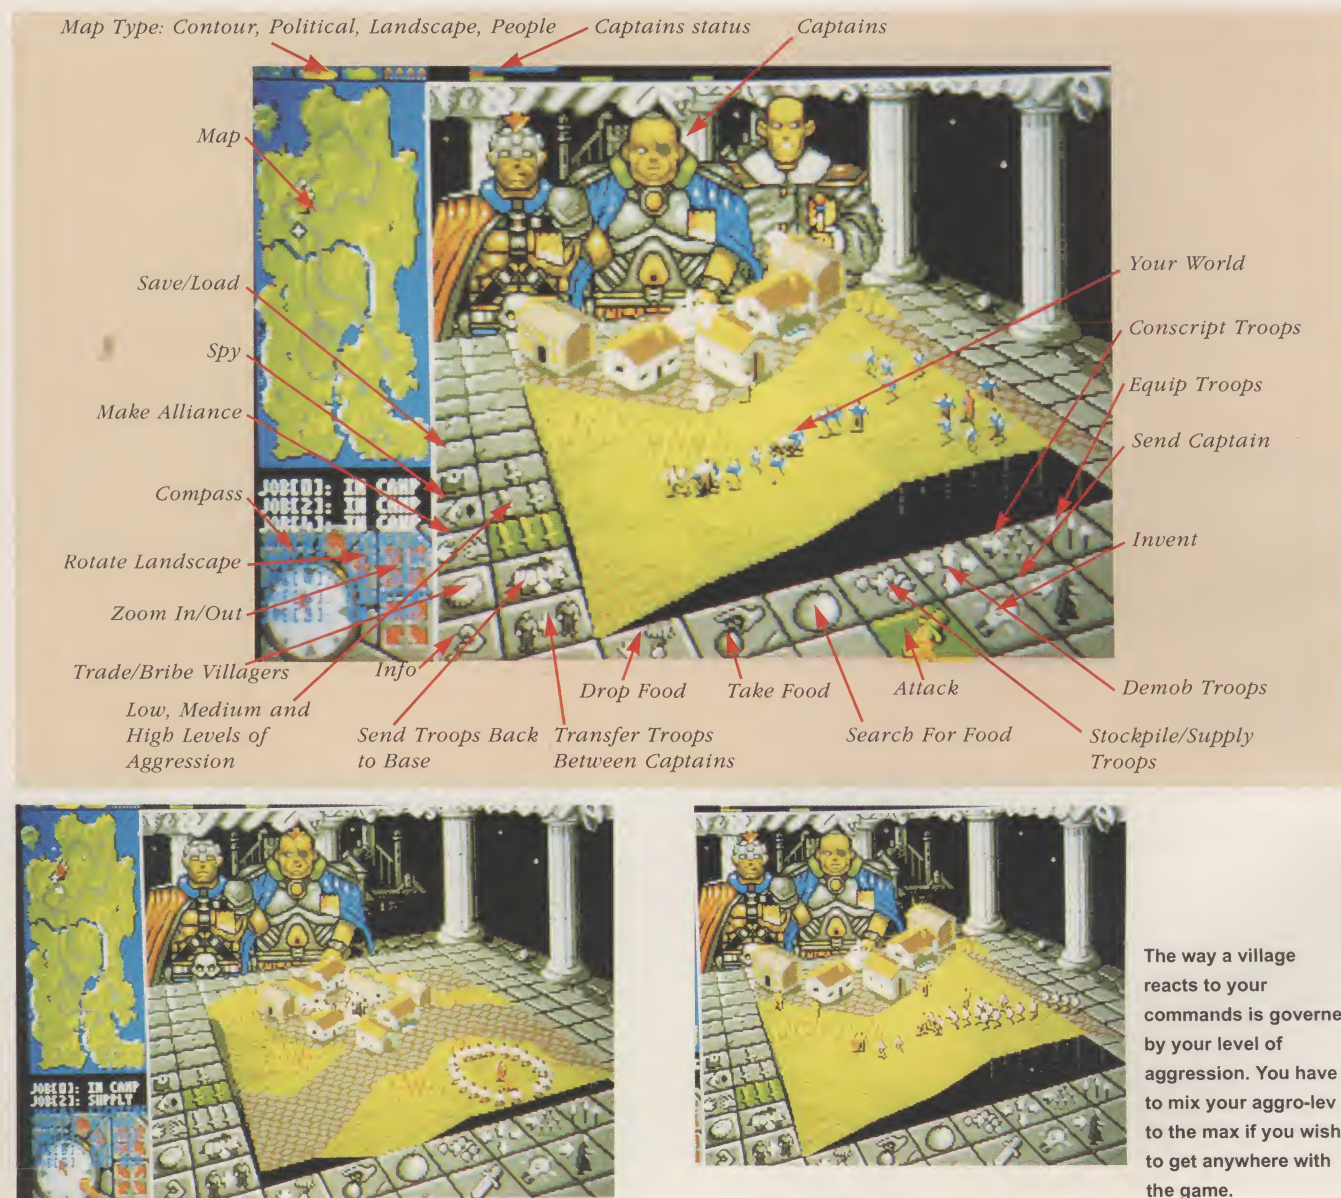 Map Type: Contour, Political, Landscape, People
Captains status
Captains
Map
Save/Load
Spy
Make Alliance
Compass
Rotate Landscape
Zoom In/Out
Trade/Bribe Villagers
Low, Medium and
High Levels of
Aggression
Info
Send Troops Back
to Base
Transfer Troops
Between Captains
Drop Food
Take Food
Attack
Search For Food
Your World
Conscript Troops
Equip Troops
Send Captain
Invent
Demob Troops
Stockpile/Supply
Troops
JOB[1]: IN CAMP
JOB[2]: IN CAMP
IN CAMP
JOB[1]: IN CAMP
JOB[2]: SUPPLY
The way a village
reacts to your
commands is governe
by your level of
aggression. You have
to mix your aggro-lev
to the max if you wish
to get anywhere with
the game.